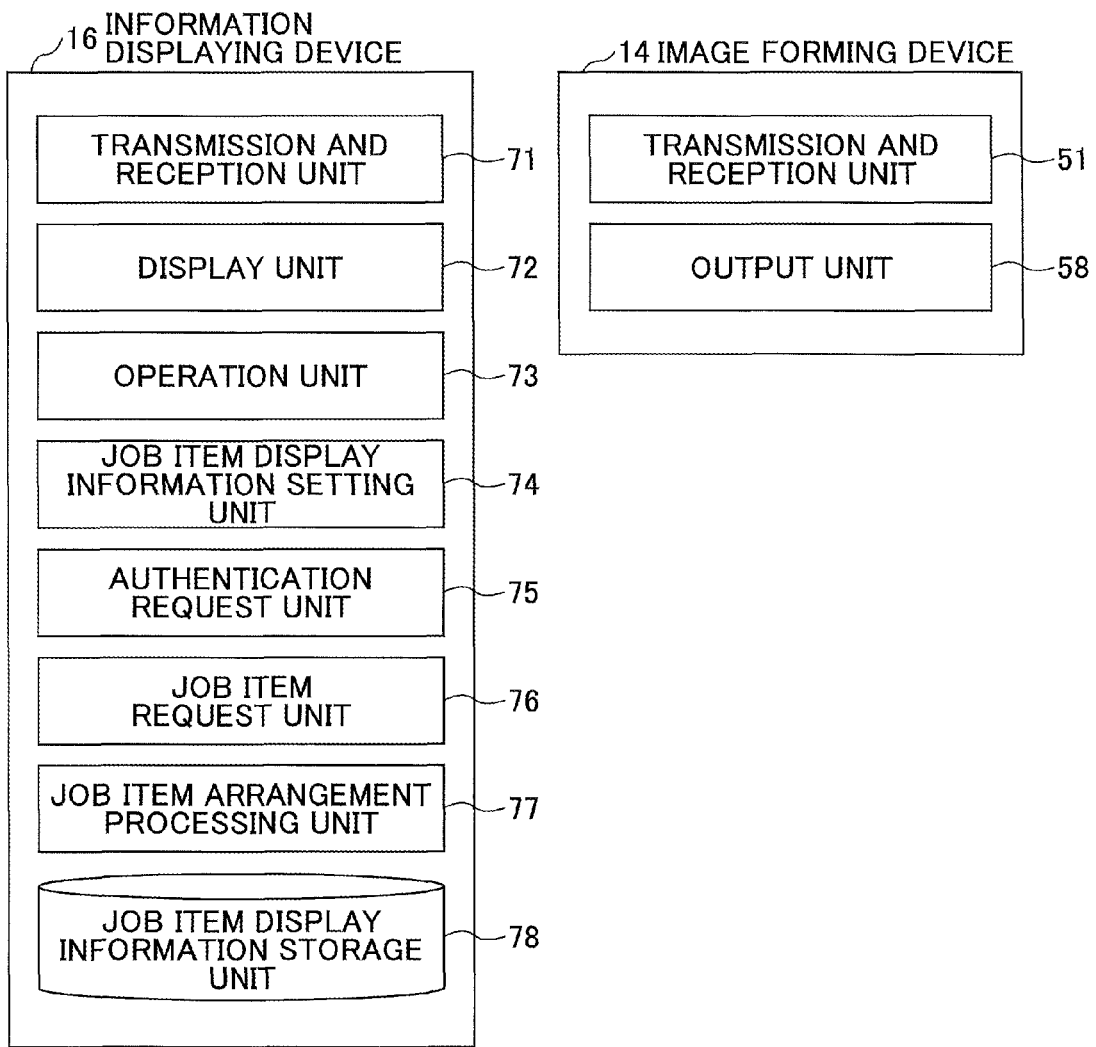 16 INFORMATION
DISPLAYING DEVICE
TRANSMISSION AND
RECEPTION UNIT
71
DISPLAY UNIT
72
OPERATION UNIT
73
JOB ITEM DISPLAY
INFORMATION SETTING
UNIT
74
AUTHENTICATION
REQUEST UNIT
75
JOB ITEM
REQUEST UNIT
76
JOB ITEM ARRANGEMENT
PROCESSING UNIT
77
JOB ITEM DISPLAY
INFORMATION STORAGE
UNIT
78
14 IMAGE FORMING DEVICE
TRANSMISSION AND
RECEPTION UNIT
51
OUTPUT UNIT
58